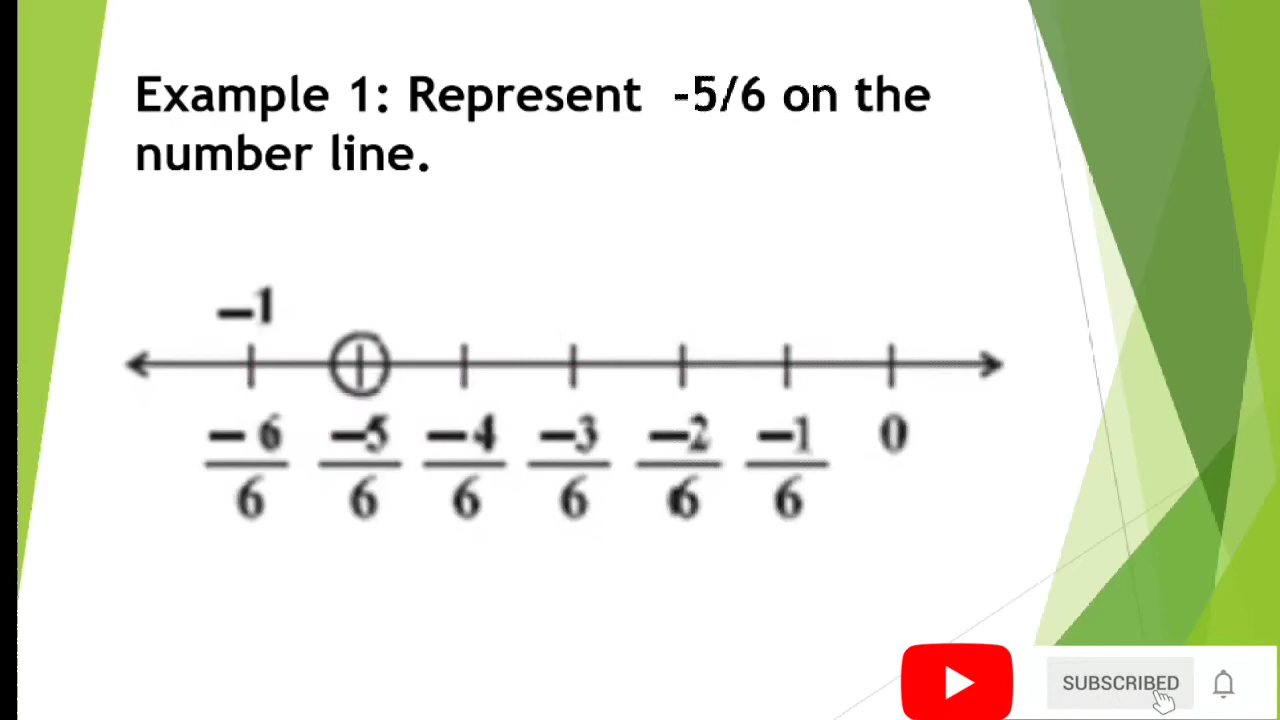 Example 1: Represent -5/6 on the
number line.
−1
−6/6 −5/6 −4/6 −3/6 −2/6 −1/6 0
SUBSCRIBED